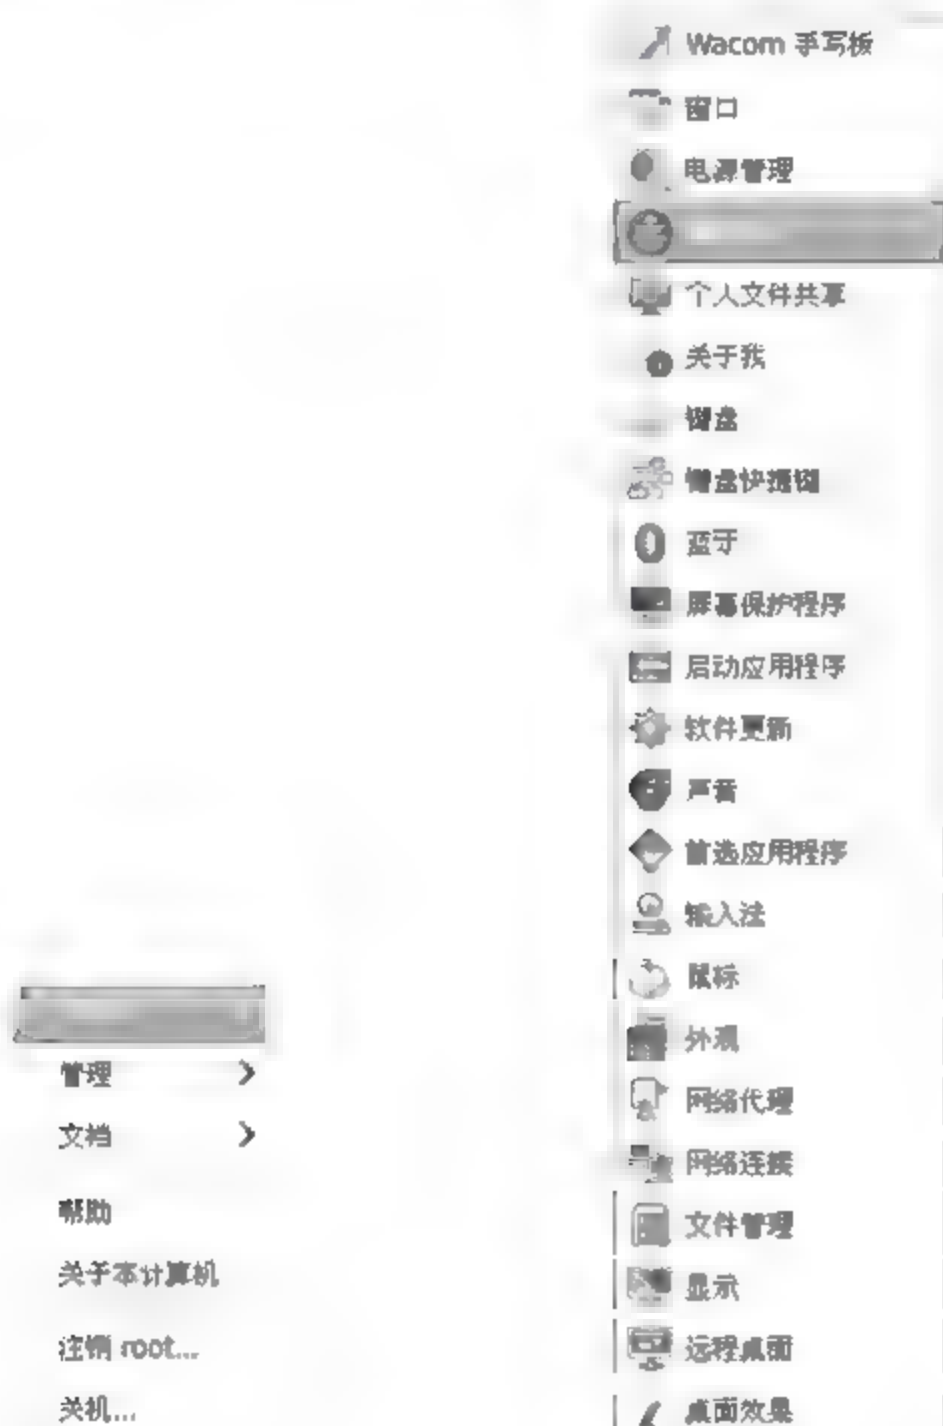 Wacom 手写板
窗口
电源管理
个人文件共享
关于我
键盘
键盘快捷键
蓝牙
屏幕保护程序
启动应用程序
软件更新
声音
首选应用程序
输入法
鼠标
外观
网络代理
网络连接
文件管理
显示
远程桌面
桌面效果
管理
文档
帮助
关于本计算机
注销 root...
关机...